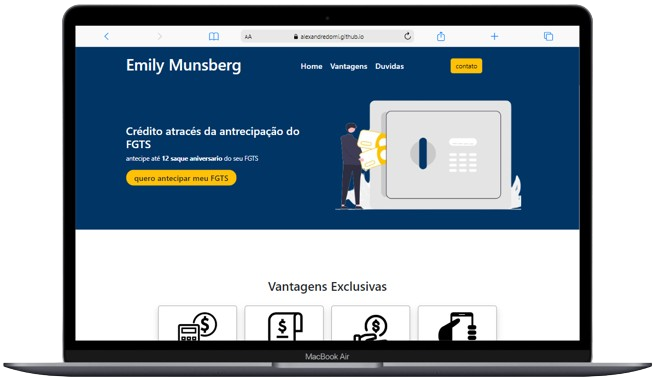 AA alexandredomi.github.io
Emily Munsberg
Home Vantagens Duvidas
contato
Crédito atracés da antrecipação do
FGTS
antecipe até 12 saque aniversario do seu FGTS
quero antecipar meu FGTS
$
Vantagens Exclusivas
$ $ $
MacBook Air